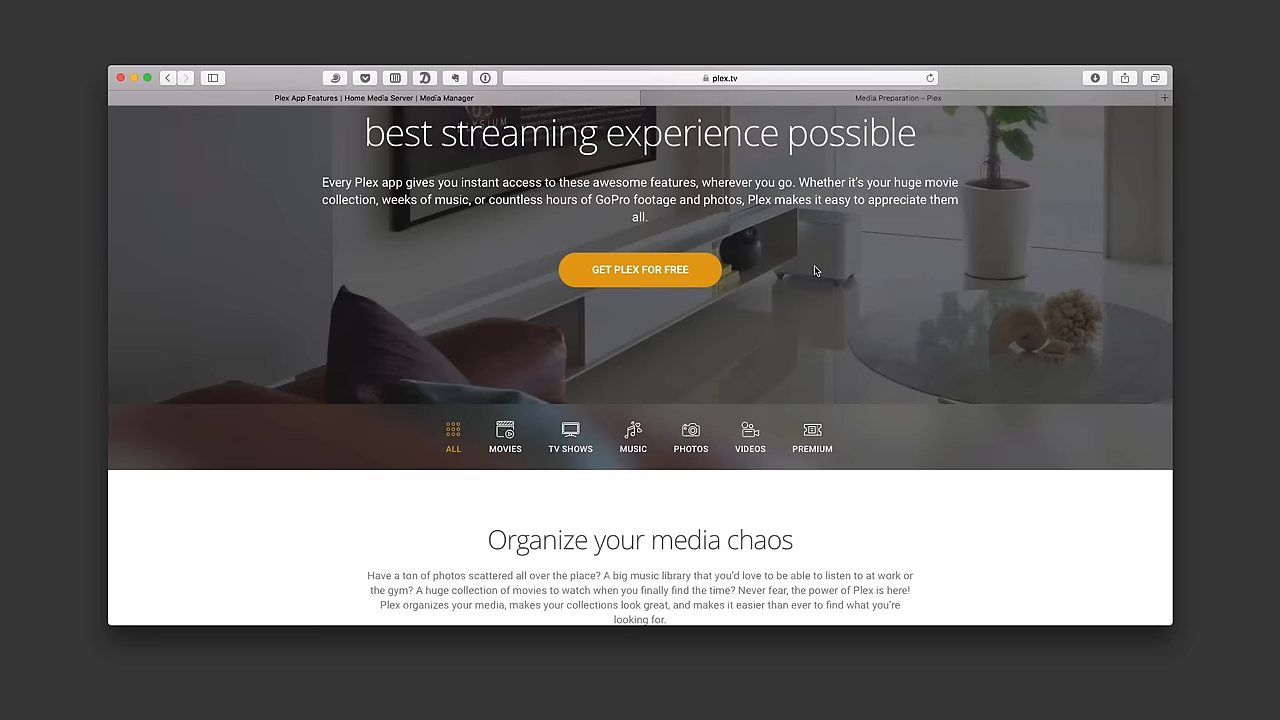 plex.tv
Plex App Features | Home Media Server | Media Manager
Media Preparation – Plex
best streaming experience possible
Every Plex app gives you instant access to these awesome features, wherever you go. Whether it's your huge movie
collection, weeks of music, or countless hours of GoPro footage and photos, Plex makes it easy to appreciate them
all.
GET PLEX FOR FREE
ALL
MOVIES
TV SHOWS
MUSIC
PHOTOS
VIDEOS
PREMIUM
Organize your media chaos
Have a ton of photos scattered all over the place? A big music library that you'd love to be able to listen to at work or
the gym? A huge collection of movies to watch when you finally find the time? Never fear, the power of Plex is here!
Plex organizes your media, makes your collections look great, and makes it easier than ever to find what you're
looking for.